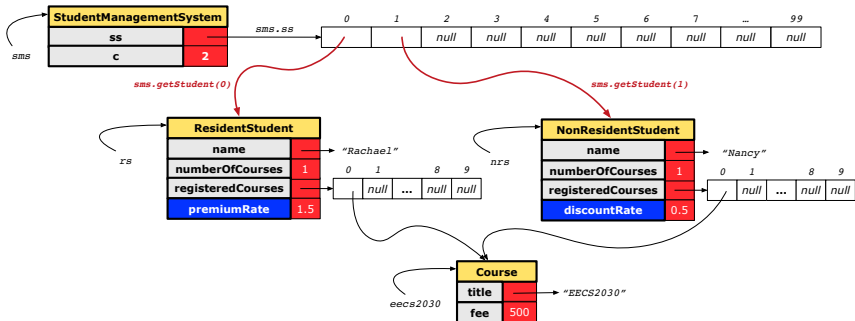 0 1 2 3 4 5 6 7 … 99
StudentManagementSystem
sms.ss
ss
null null null null null null null null
sms
c 2
sms.getStudent(0)
sms.getStudent(1)
ResidentStudent
NonResidentStudent
rs
name
"Rachael"
nrs
name
"Nancy"
numberOfCourses 1
0 1 8 9
numberOfCourses 1
0 1 8 9
registeredCourses
null … null null
registeredCourses
null … null null
premiumRate 1.5
discountRate 0.5
Course
eecs2030
title
"EECS2030"
fee 500